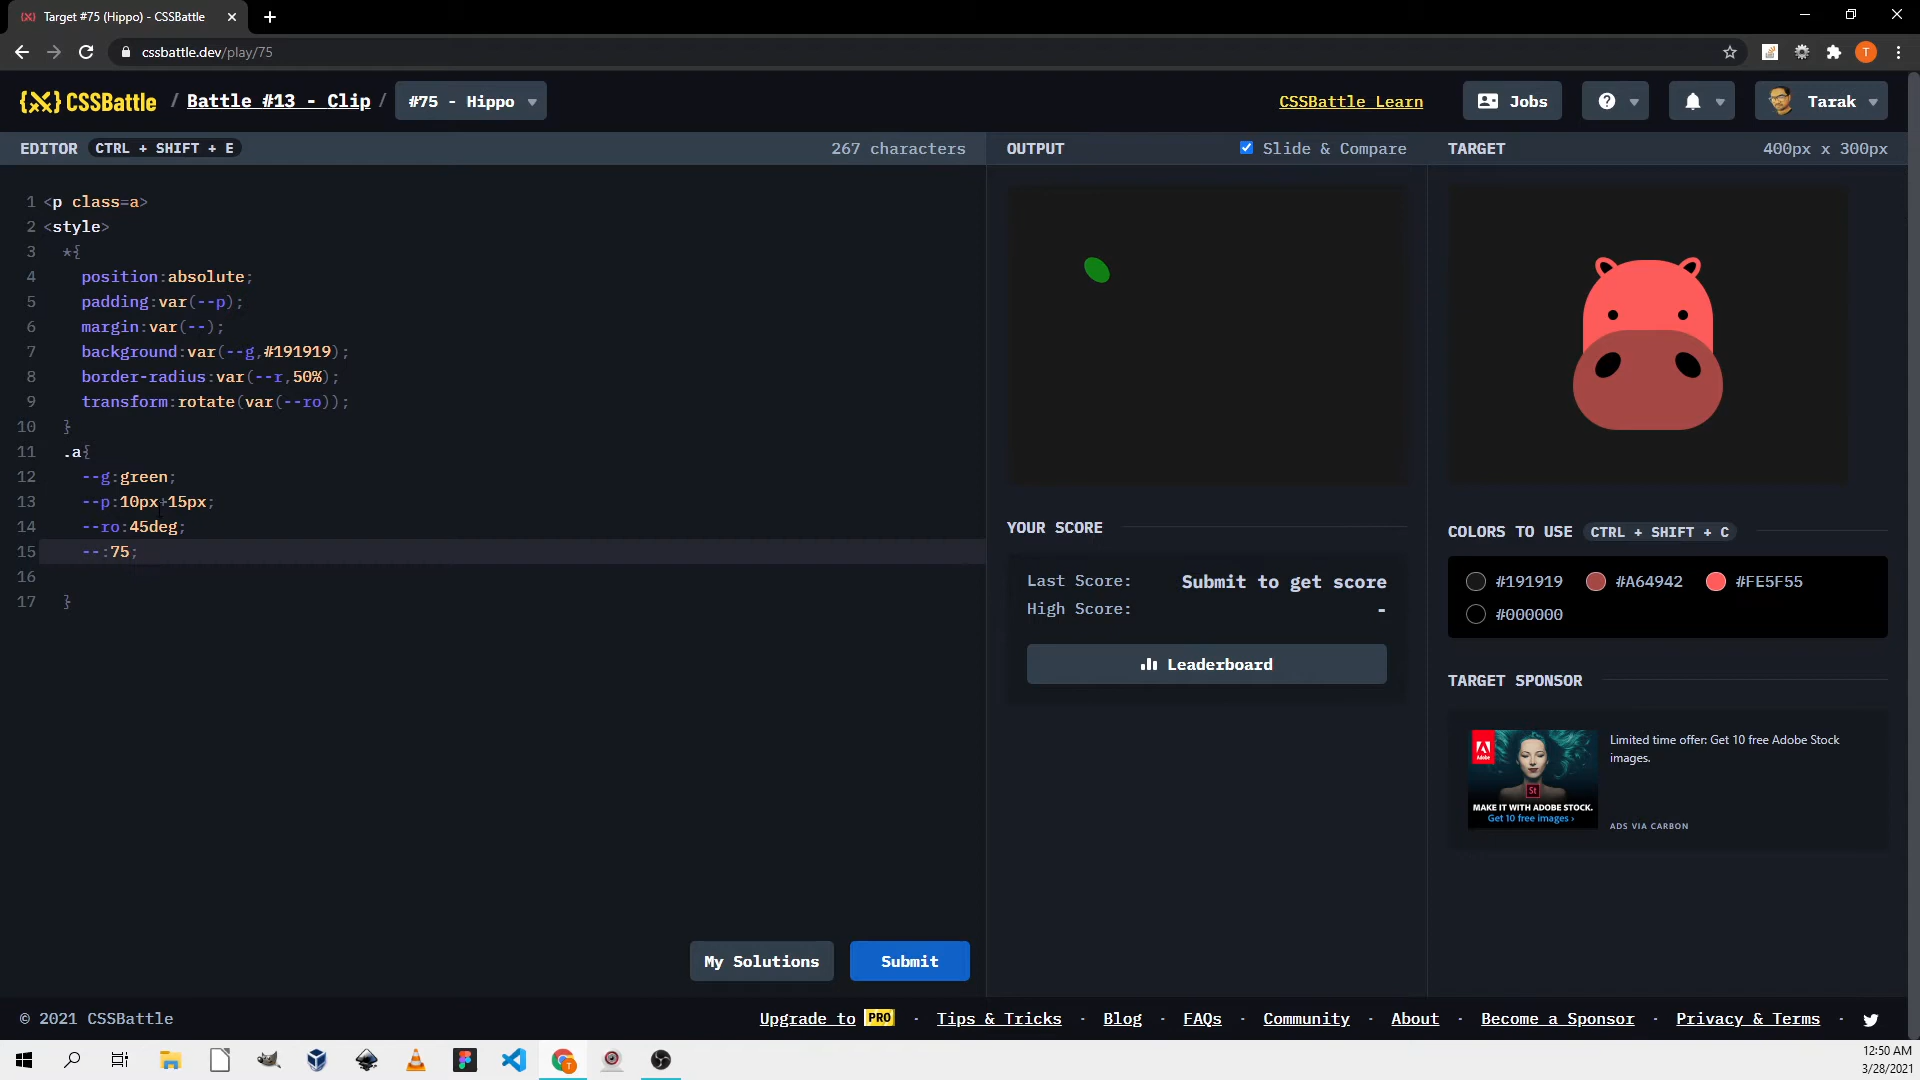 Target #75 (Hippo) - CSSBattle
cssbattle.dev/play/75
T
{X} CSSBattle / Battle #13 - Clip / #75 - Hippo
CSSBattle Learn
Jobs
?
Tarak
EDITOR CTRL + SHIFT + E 267 characters
OUTPUT Slide & Compare
TARGET 400px x 300px
1 <p class=a>
2 <style>
3 *{
4 position:absolute;
5 padding:var(--p);
6 margin:var(--);
7 background:var(--g,#191919);
8 border-radius:var(--r,50%);
9 transform:rotate(var(--ro));
10 }
11 .a{
12 --g:green;
13 --p:10px+15px;
14 --ro:45deg;
15 --:75;
16
17 }
YOUR SCORE
Last Score: Submit to get score
High Score: -
Leaderboard
COLORS TO USE CTRL + SHIFT + C
#191919 #A64942 #FE5F55
#000000
TARGET SPONSOR
Adobe
St
MAKE IT WITH ADOBE STOCK.
Get 10 free images ›
Limited time offer: Get 10 free Adobe Stock
images.
ADS VIA CARBON
My Solutions
Submit
© 2021 CSSBattle
Upgrade to PRO · Tips & Tricks · Blog · FAQs · Community · About · Become a Sponsor · Privacy & Terms ·
T
12:50 AM
3/28/2021